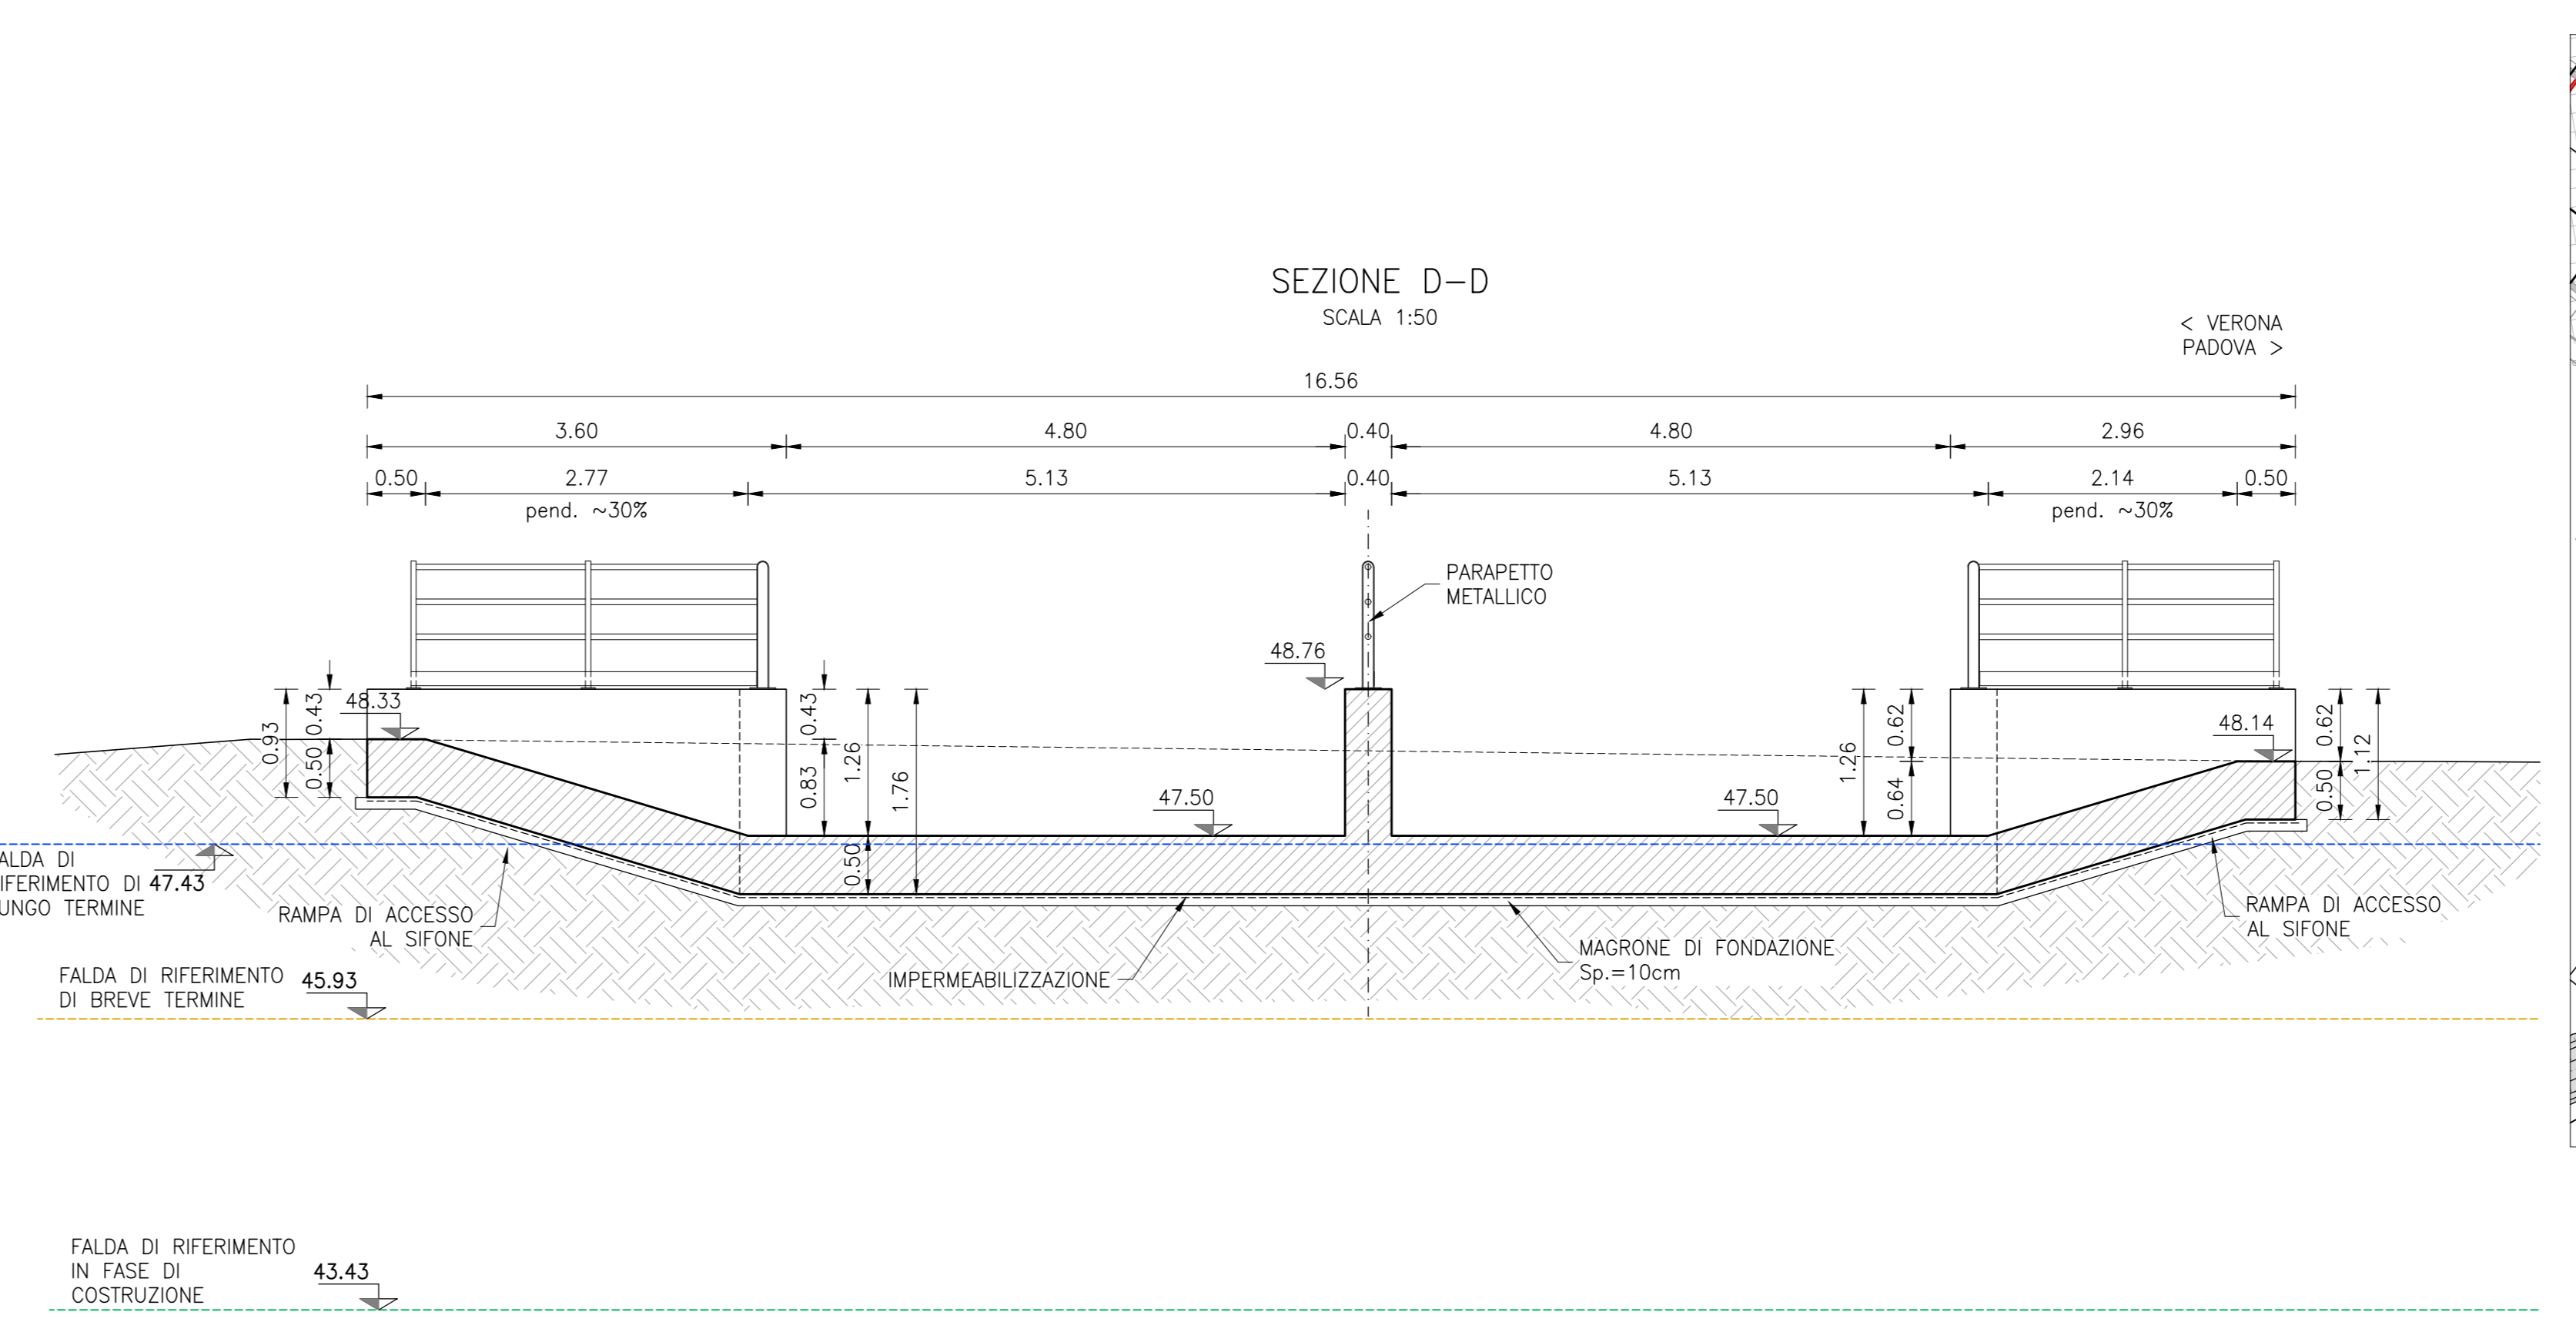 SEZIONE D-D
SCALA 1:50
< VERONA
PADOVA >
16.56
3.60 4.80 0.40 4.80 2.96
0.50 2.77 5.13 0.40 5.13 2.14 0.50
pend. ~30% pend. ~30%
PARAPETTO
METALLICO
48.76
48.33
0.93
0.43
0.50
0.43
0.83
1.26
1.76
0.50
47.50
47.50
1.26
0.62
0.64
48.14
0.62
0.50
1.12
ALDA DI
IFERIMENTO DI 47.43
UNGO TERMINE
RAMPA DI ACCESSO
AL SIFONE
IMPERMEABILIZZAZIONE
MAGRONE DI FONDAZIONE
Sp.=10cm
RAMPA DI ACCESSO
AL SIFONE
FALDA DI RIFERIMENTO 45.93
DI BREVE TERMINE
FALDA DI RIFERIMENTO
IN FASE DI 43.43
COSTRUZIONE